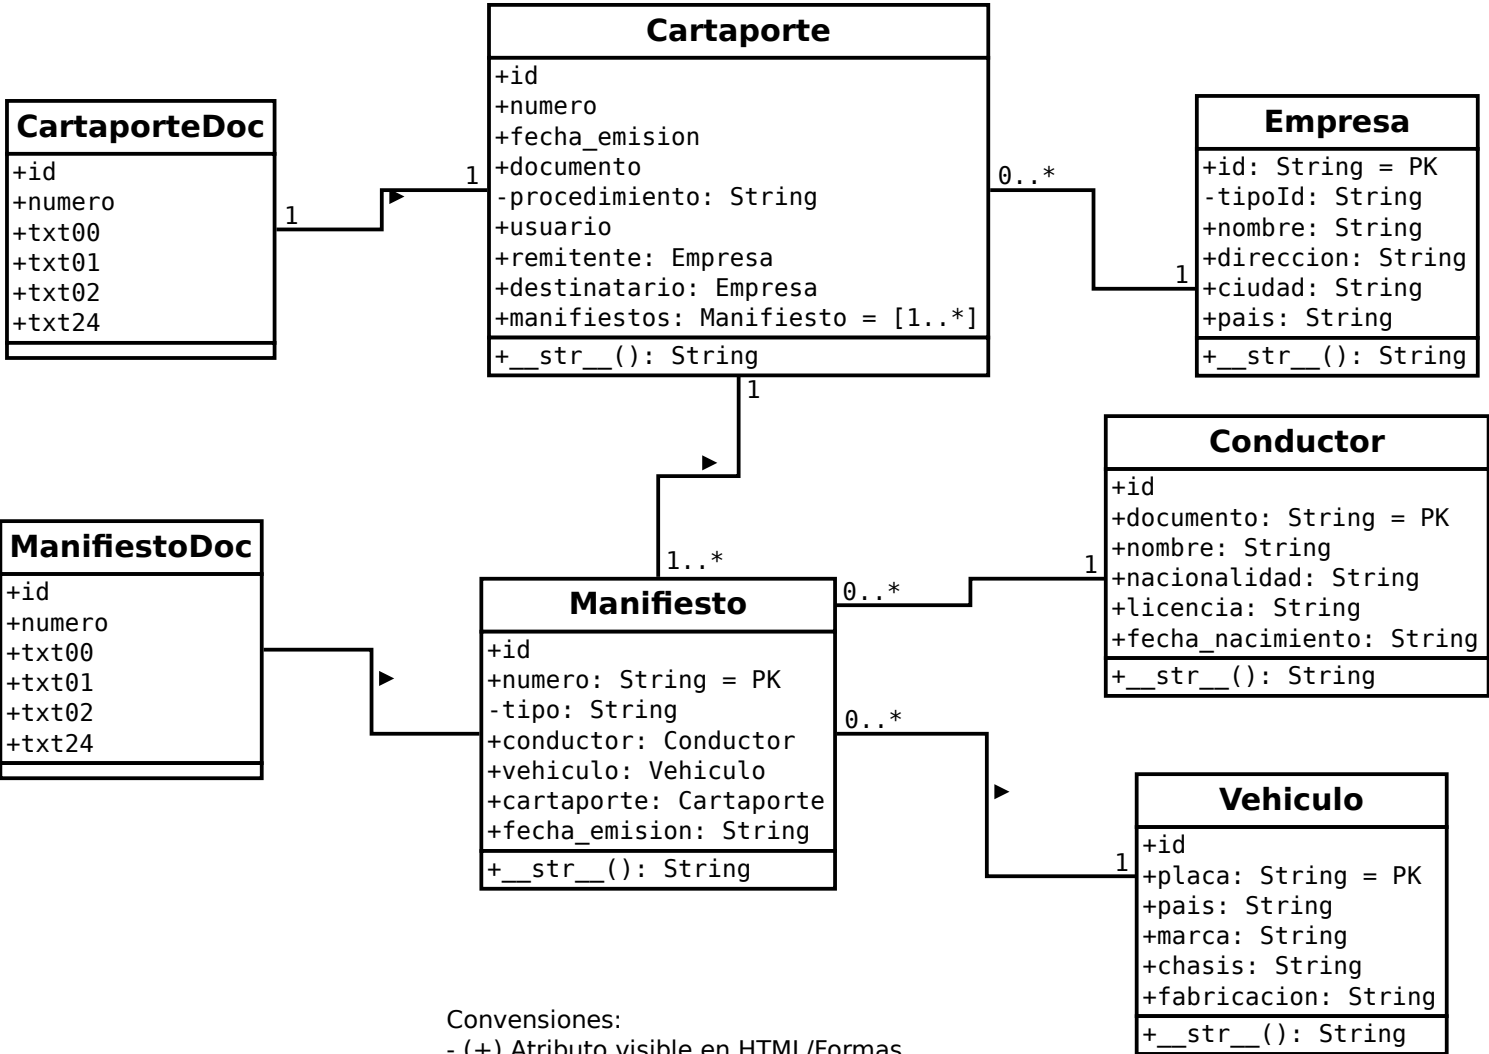 Cartaporte
+id
+numero
+fecha_emision
+documento
-procedimiento: String
+usuario
+remitente: Empresa
+destinatario: Empresa
+manifiestos: Manifiesto = [1..*]
+__str__(): String
CartaporteDoc
+id
+numero
+txt00
+txt01
+txt02
+txt24
1
1
0..*
1
Empresa
+id: String = PK
-tipoId: String
+nombre: String
+direccion: String
+ciudad: String
+pais: String
+__str__(): String
1
1..*
Conductor
+id
+documento: String = PK
+nombre: String
+nacionalidad: String
+licencia: String
+fecha_nacimiento: String
+__str__(): String
ManifiestoDoc
+id
+numero
+txt00
+txt01
+txt02
+txt24
Manifiesto
+id
+numero: String = PK
-tipo: String
+conductor: Conductor
+vehiculo: Vehiculo
+cartaporte: Cartaporte
+fecha_emision: String
+__str__(): String
0..*
1
0..*
1
Vehiculo
+id
+placa: String = PK
+pais: String
+marca: String
+chasis: String
+fabricacion: String
+__str__(): String
Convensiones:
- (+) Atributo visible en HTML/Formas